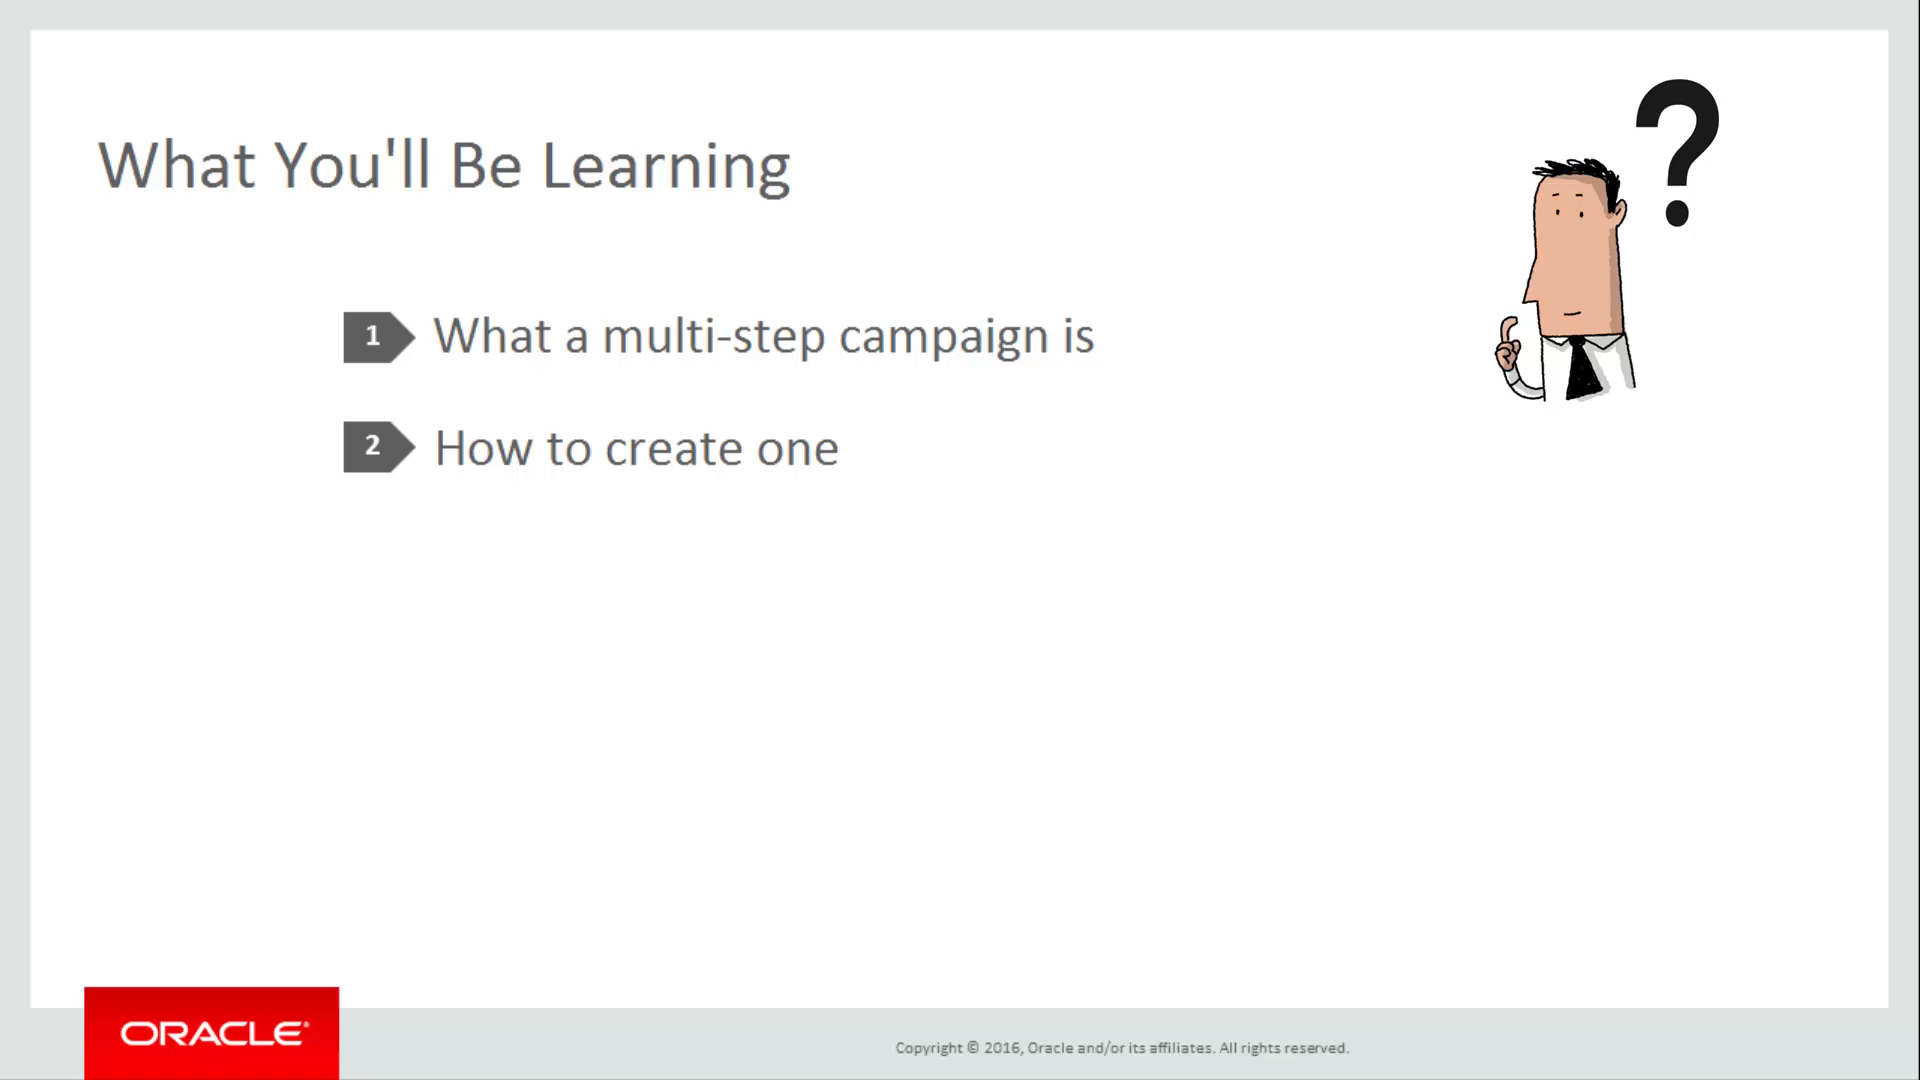 What You'll Be Learning
?
1 What a multi-step campaign is
2 How to create one
ORACLE®
Copyright © 2016, Oracle and/or its affiliates. All rights reserved.